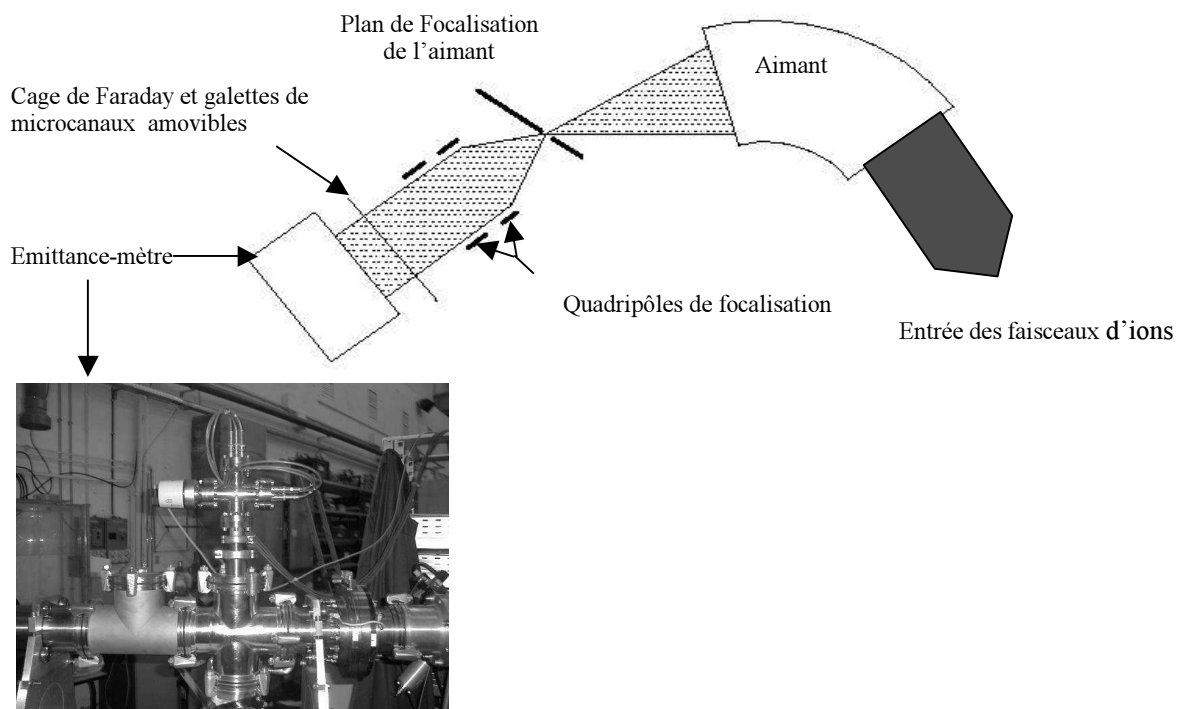 Plan de Focalisation
de l’aimant
Aimant
Cage de Faraday et galettes de
microcanaux amovibles
Emittance-mètre
Quadripôles de focalisation
Entrée des faisceaux d’ions